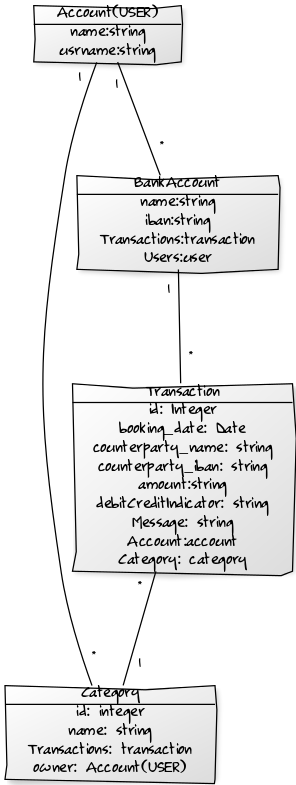 Account(USER)
name:string
usrname:string
1
1
*
BankAccount
name:string
iban:string
Transactions:transaction
Users:user
1
*
Transaction
id: Integer
booking_date: Date
counterparty_name: string
counterparty_iban: string
amount:string
debitCreditIndicator: string
Message: string
Account:account
Category: category
*
*
1
Category
id: integer
name: string
Transactions: transaction
owner: Account(USER)